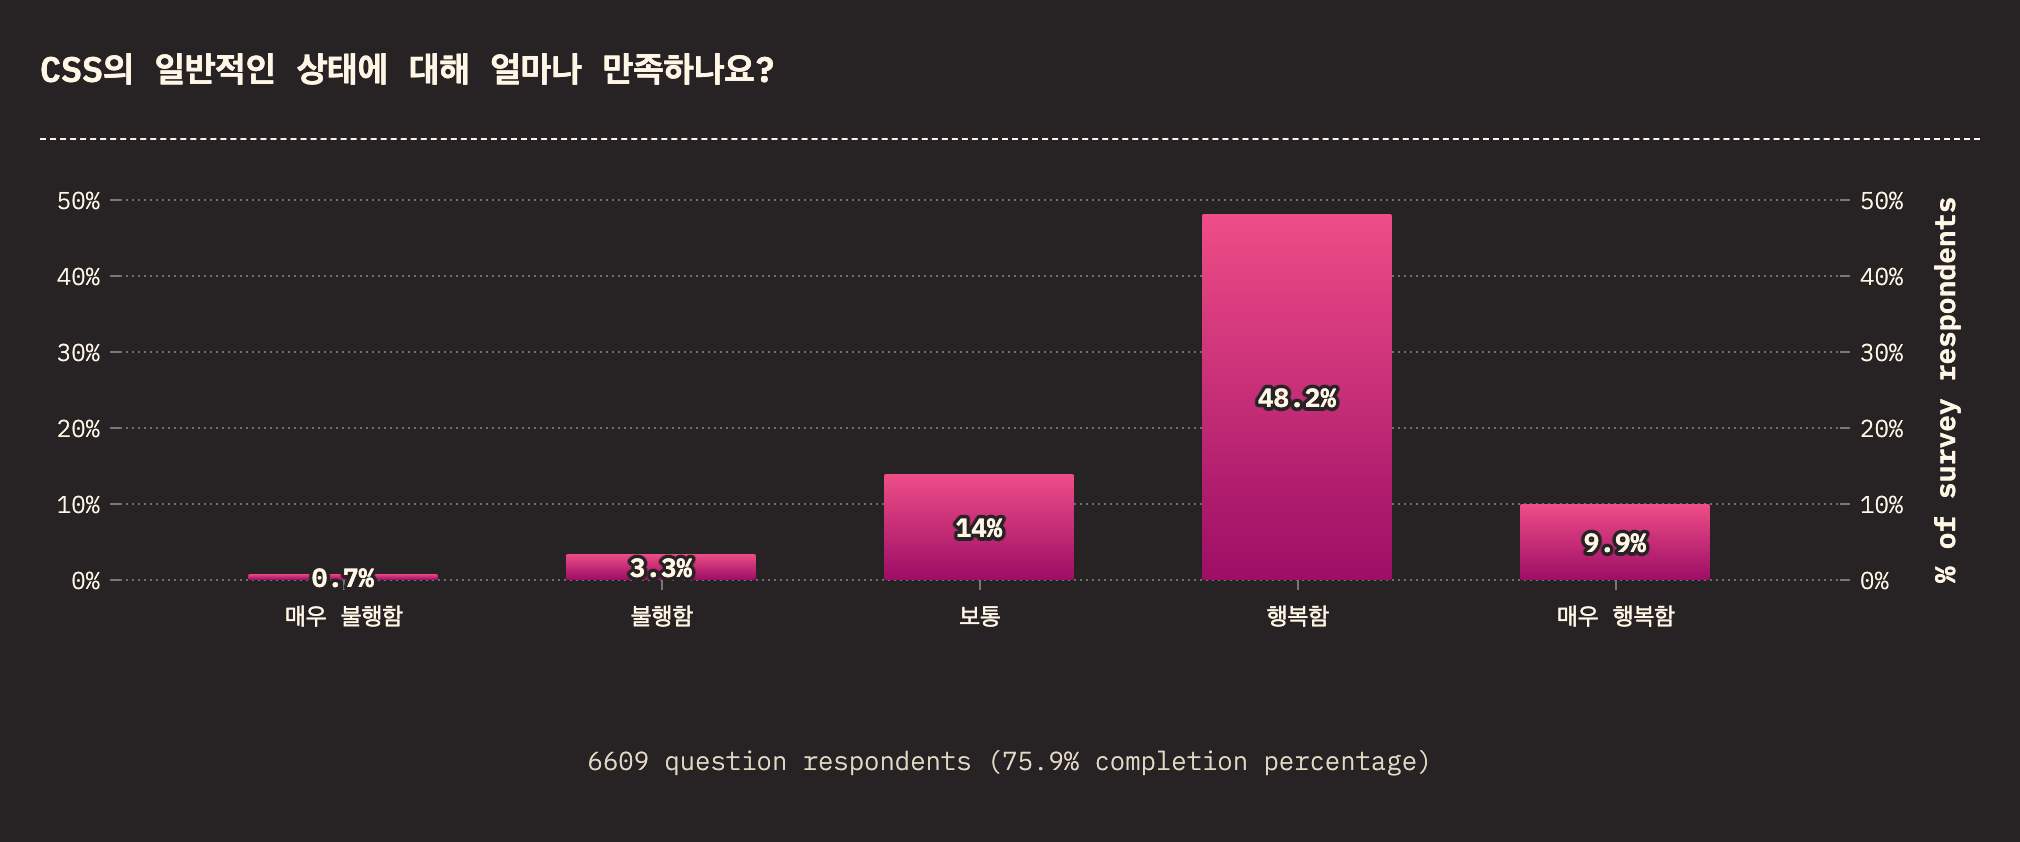 CSS의 일반적인 상태에 대해 얼마나 만족하나요?
50%
40%
30%
20%
10%
0%
50%
40%
30%
20%
10%
0%
% of survey respondents
0.7%
3.3%
14%
48.2%
9.9%
매우 불행함
불행함
보통
행복함
매우 행복함
6609 question respondents (75.9% completion percentage)